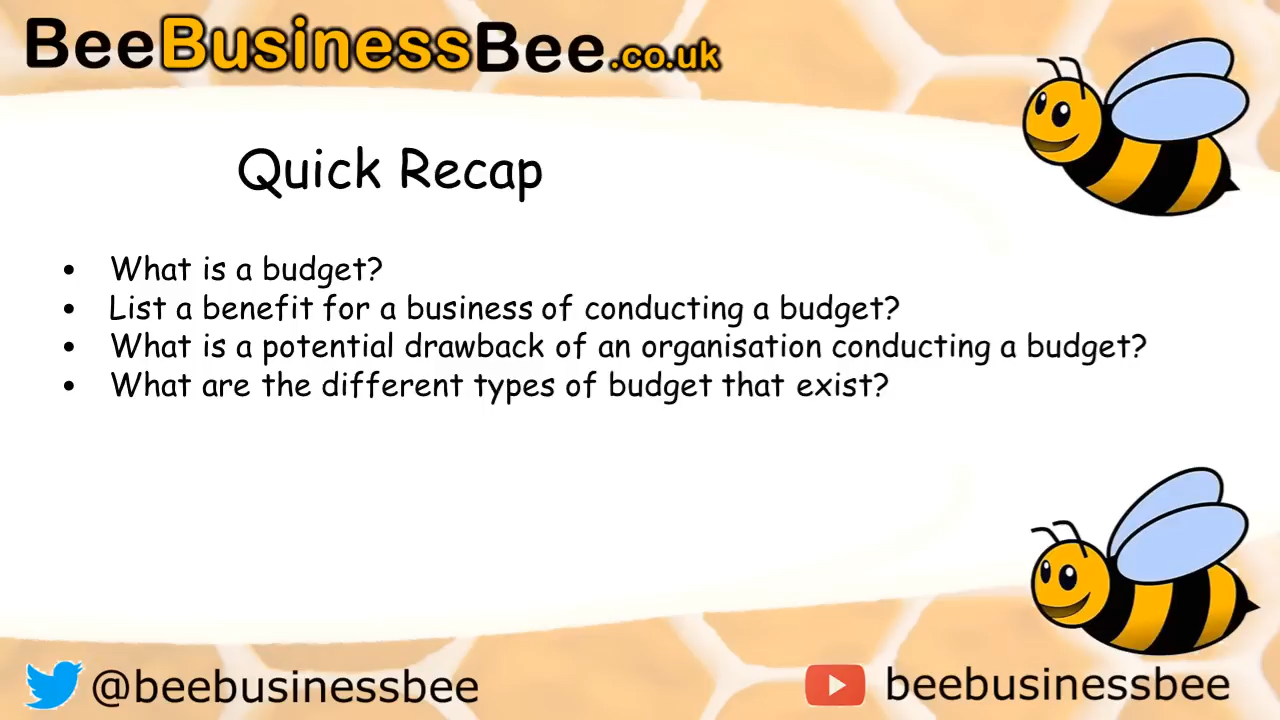 BeeBusinessBee.co.uk
Quick Recap
• What is a budget?
• List a benefit for a business of conducting a budget?
• What is a potential drawback of an organisation conducting a budget?
• What are the different types of budget that exist?
@beebusinessbee
beebusinessbee